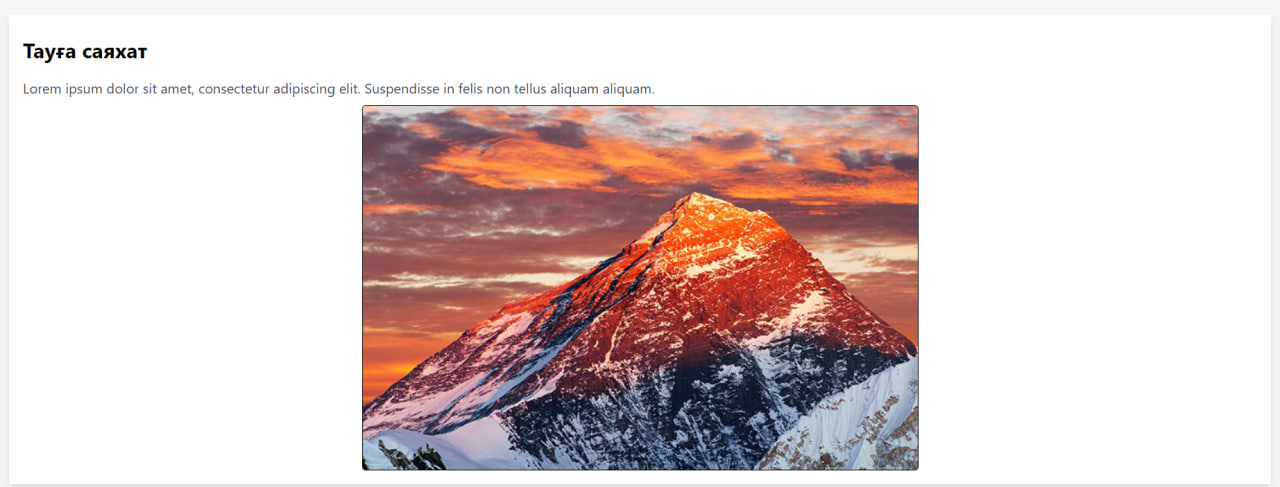 Тауға саяхат
Lorem ipsum dolor sit amet, consectetur adipiscing elit. Suspendisse in felis non tellus aliquam aliquam.